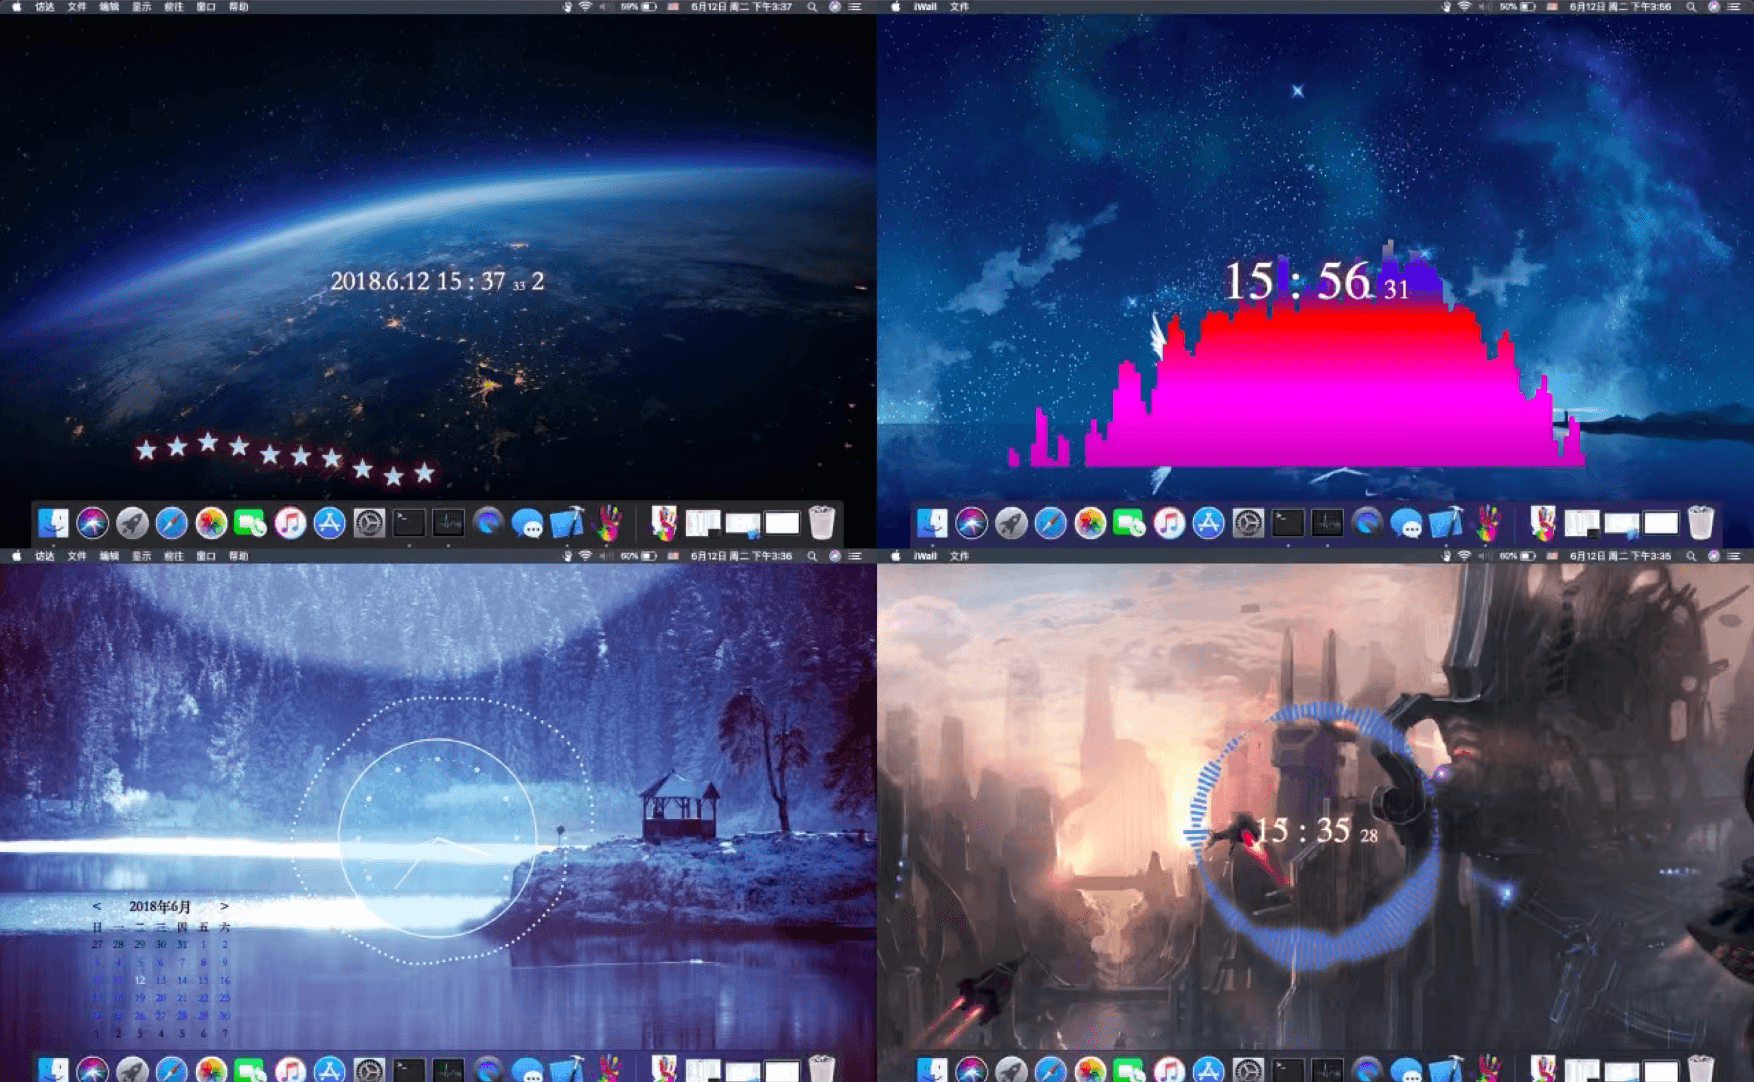 访达 文件 编辑 显示 前往 窗口 帮助 59% 6月12日 周二 下午3:37
2018.6.12 15 : 37 33 2
iWall 文件 50% 6月12日 周二 下午3:56
15 : 56 31
访达 文件 编辑 显示 前往 窗口 帮助 60% 6月12日 周二 下午3:36
< 2018年6月 >
日 一 二 三 四 五 六
27 28 29 30 31 1 2
3 4 5 6 7 8 9
10 11 12 13 14 15 16
17 18 19 20 21 22 23
24 25 26 27 28 29 30
1 2 3 4 5 6 7
iWall 文件 60% 6月12日 周二 下午3:35
15 : 35 28